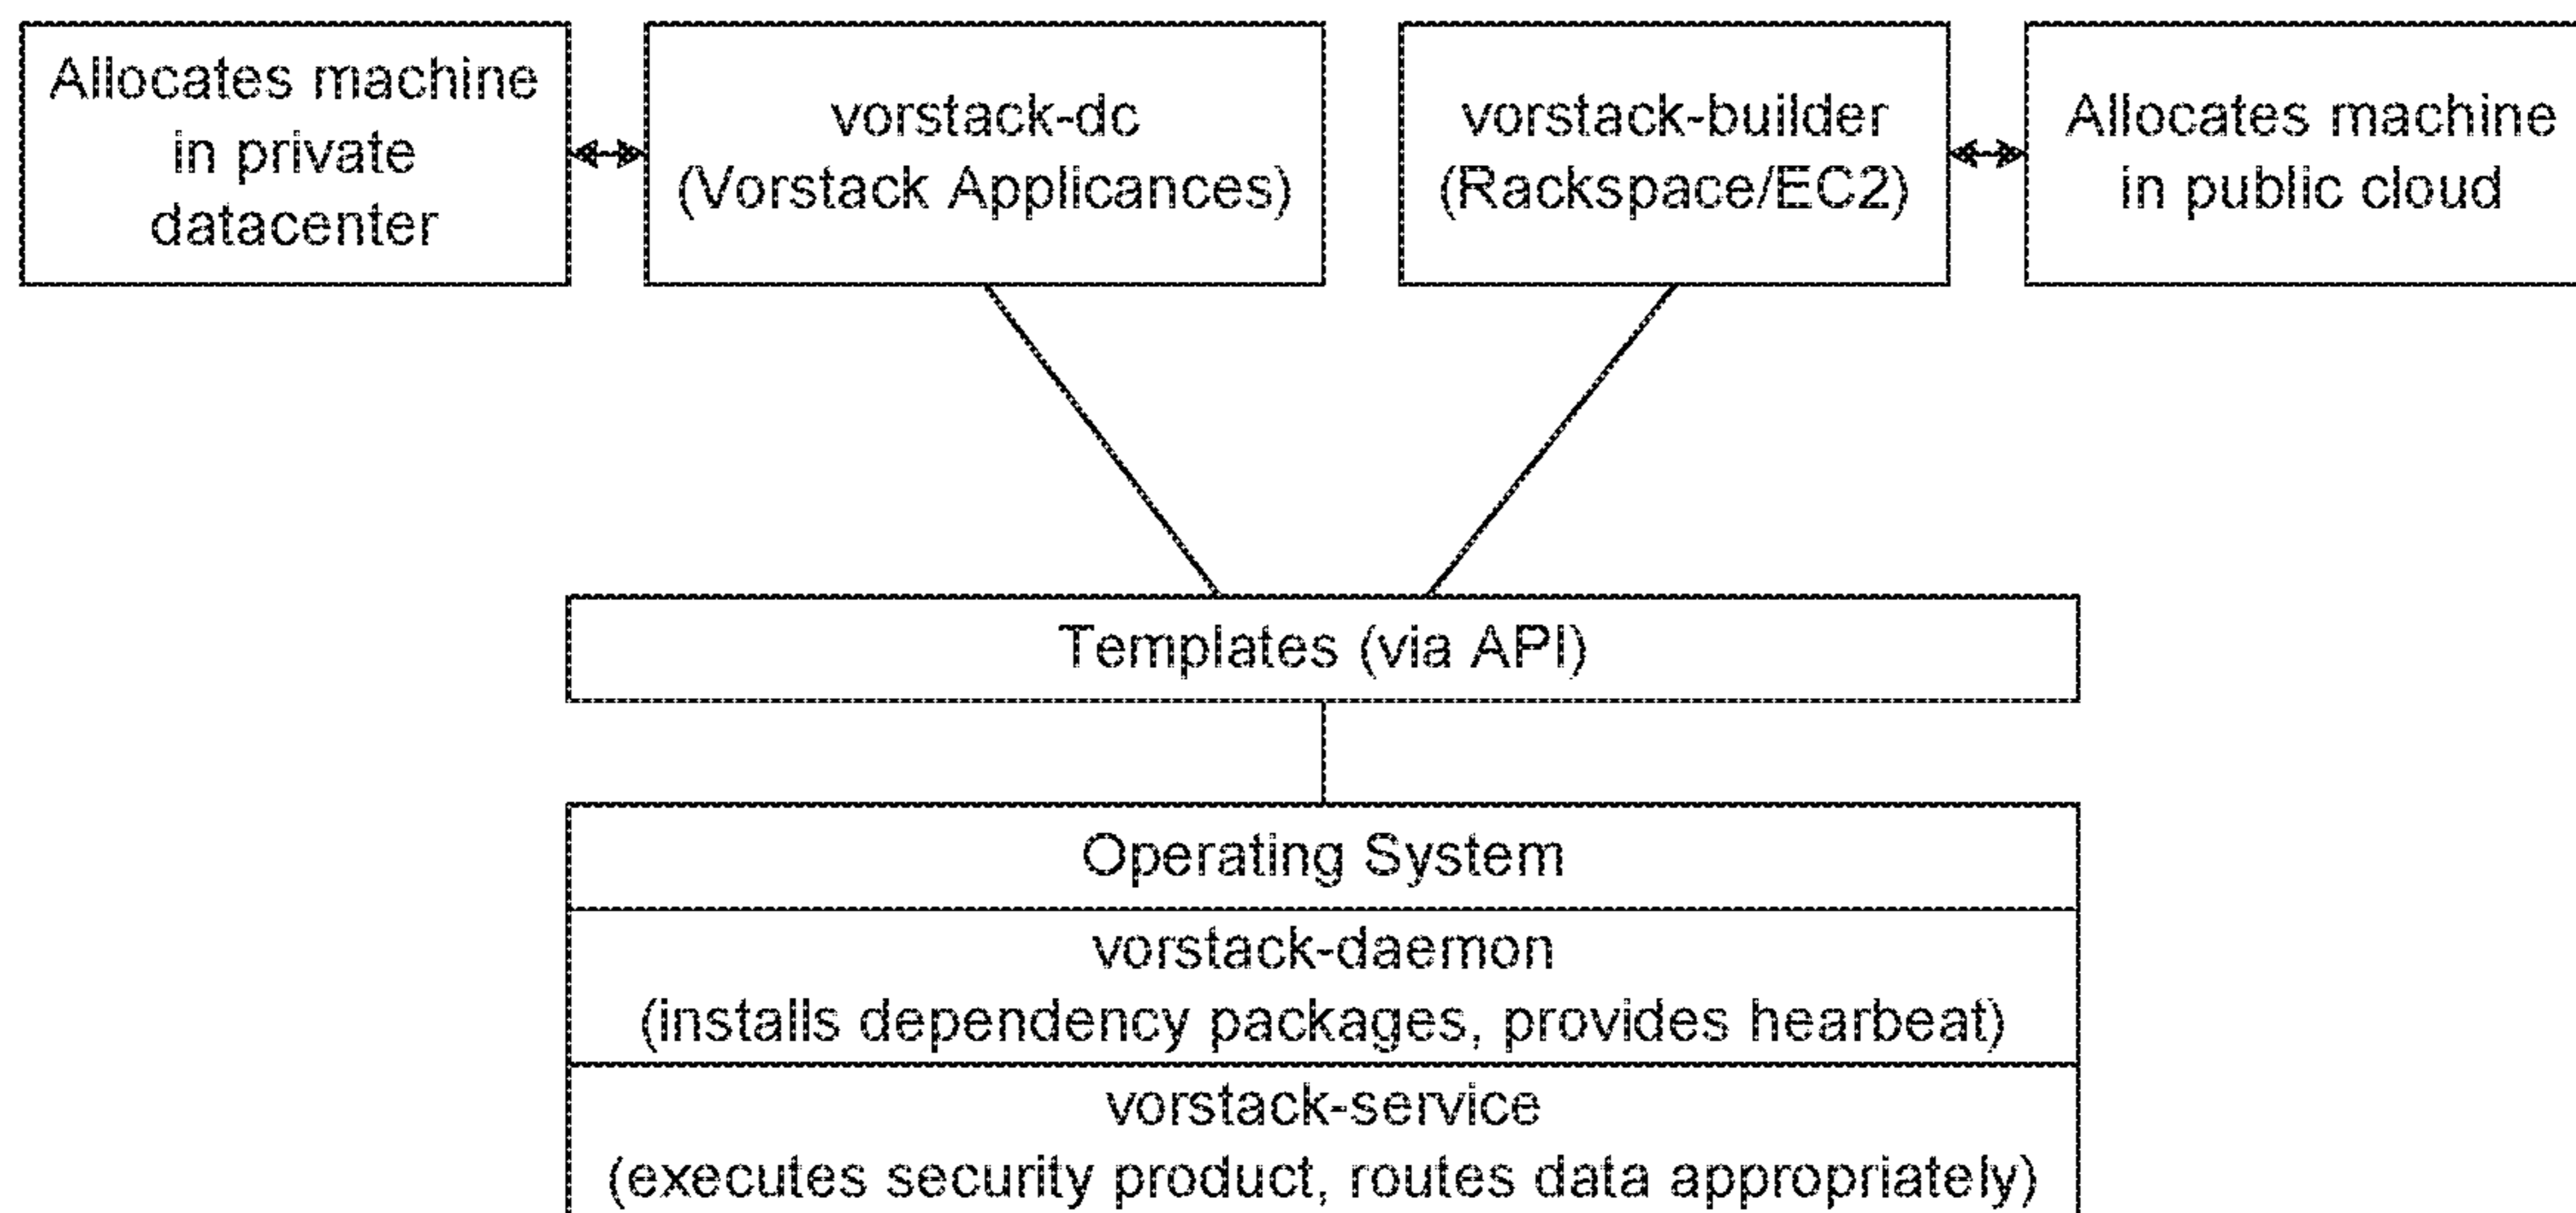 Allocates machine
in private
datacenter
vorstack-dc
(Vorstack Applicances)
vorstack-builder
(Rackspace/EC2)
Allocates machine
in public cloud
Templates (via API)
Operating System
vorstack-daemon
(installs dependency packages, provides hearbeat)
vorstack-service
(executes security product, routes data appropriately)